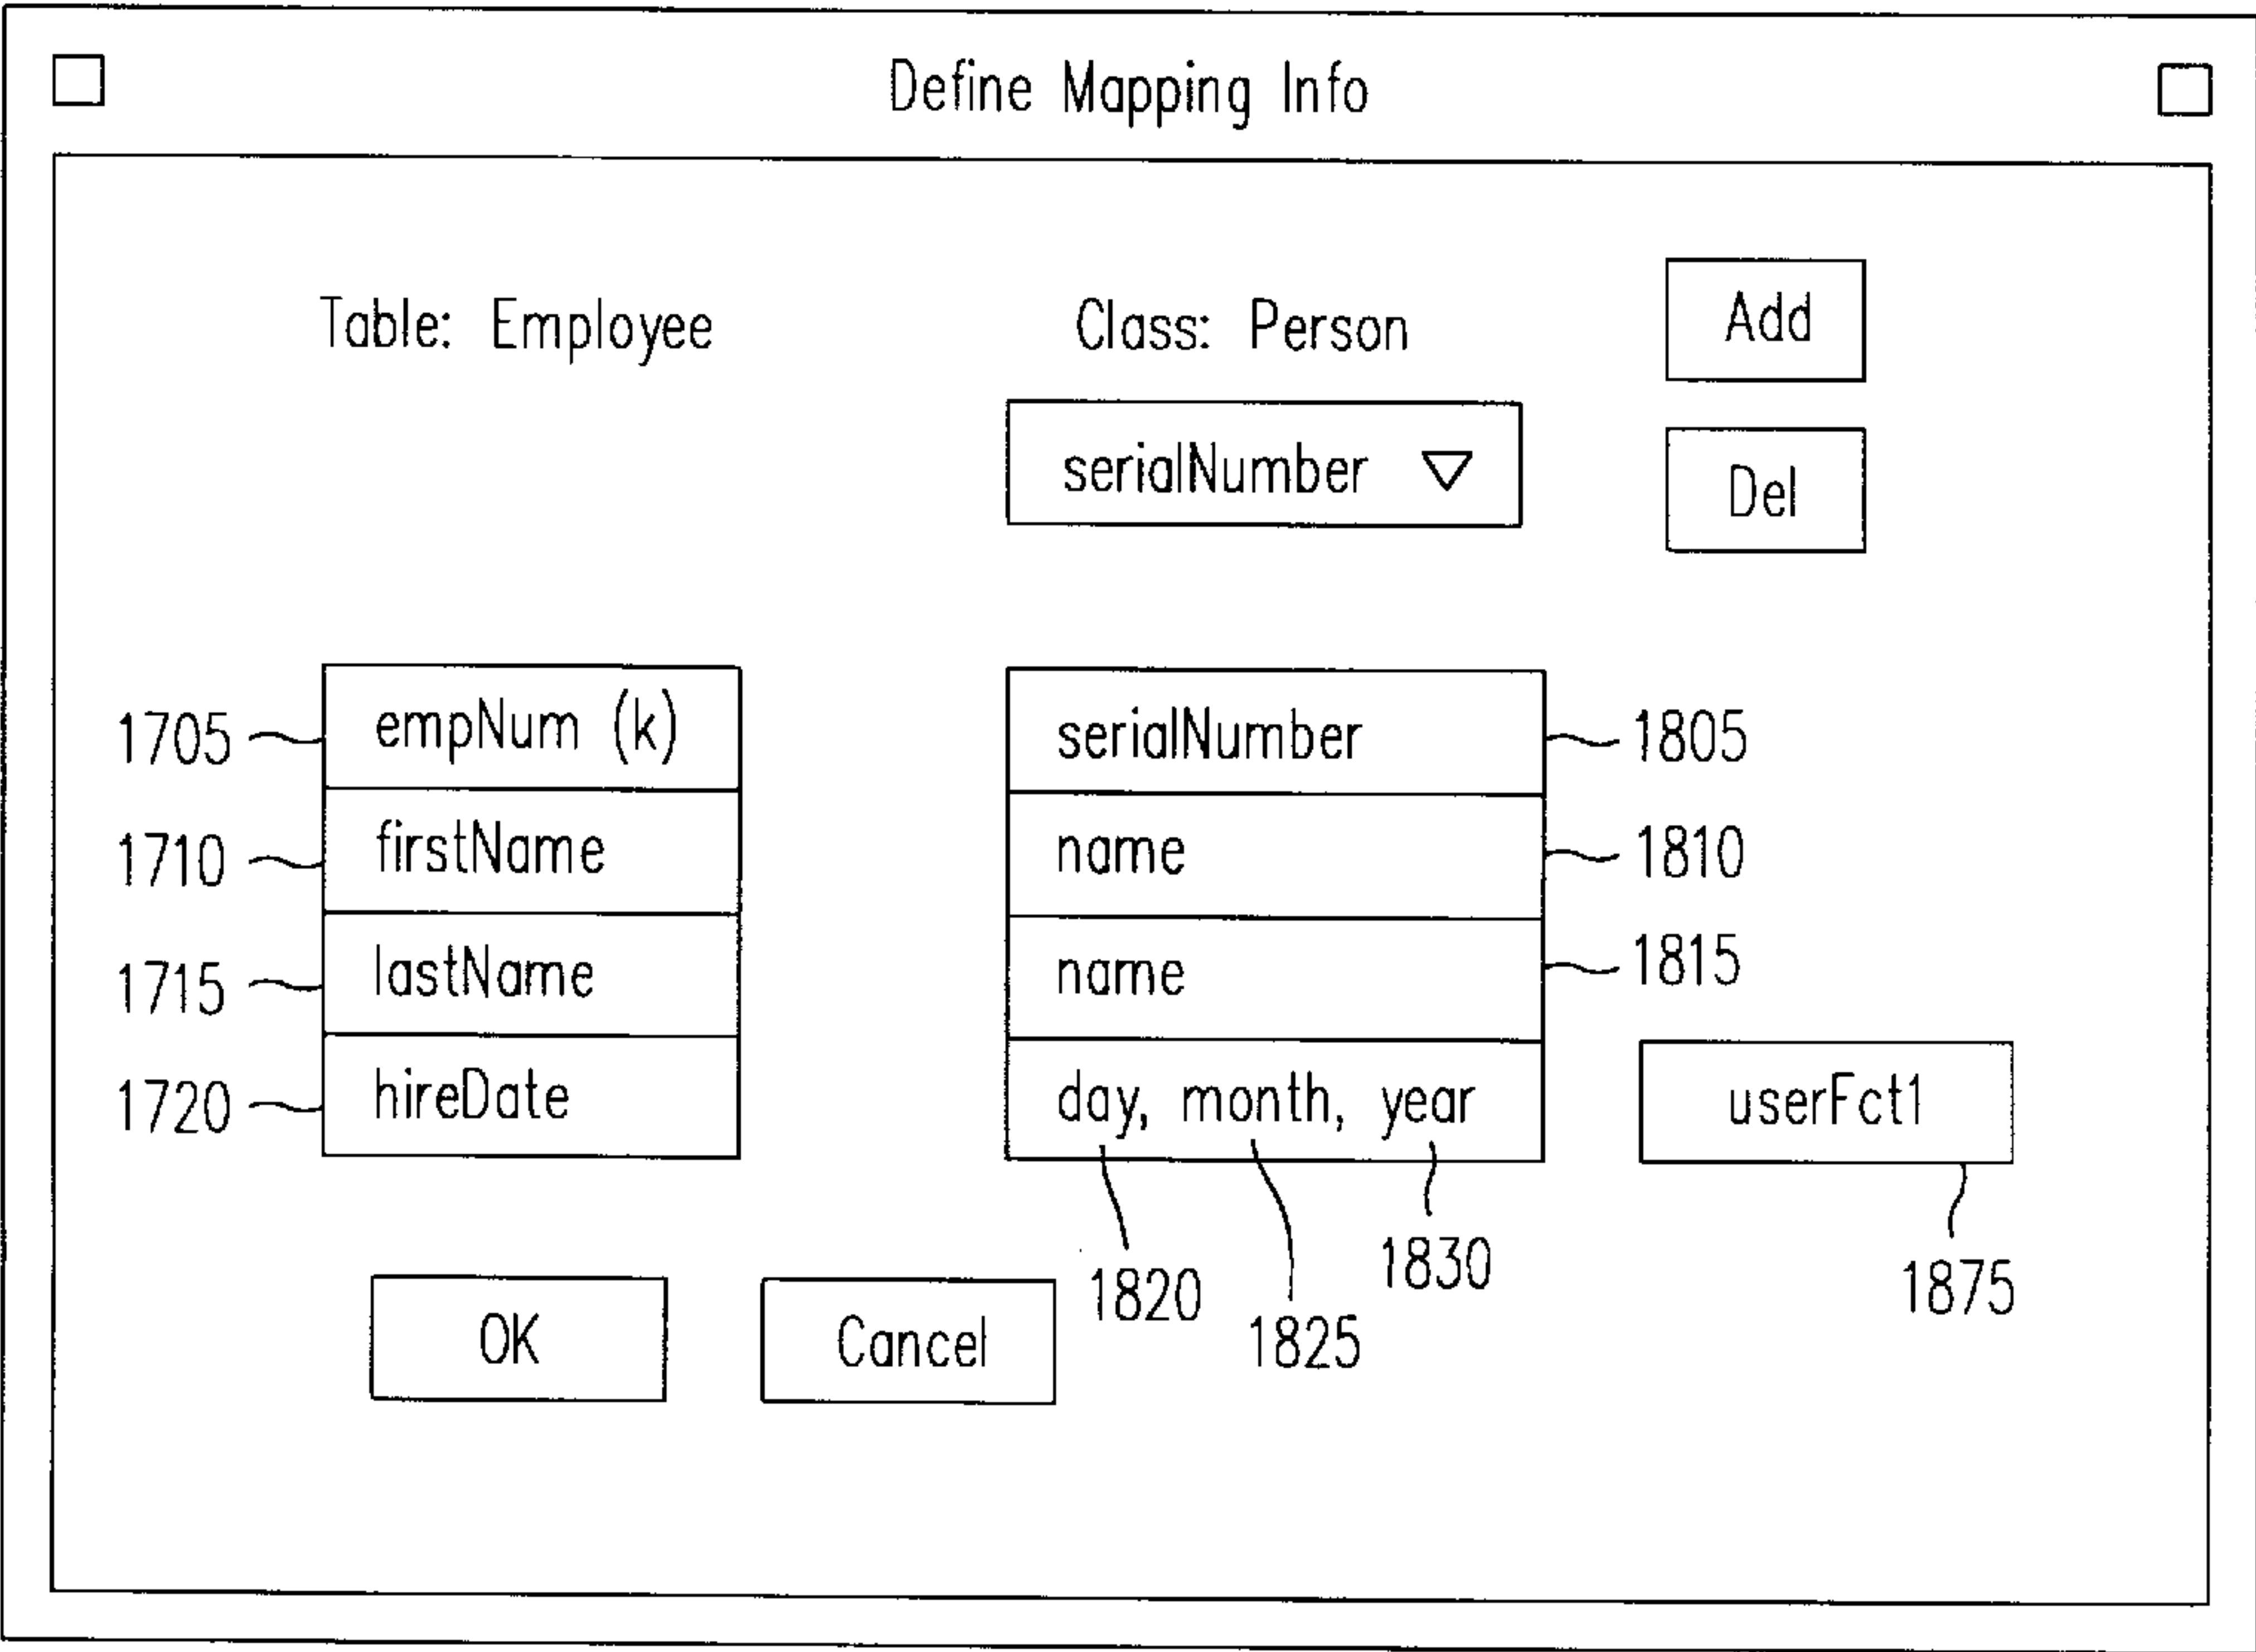 Define Mapping Info
Table: Employee
Class: Person
Add
serialNumber
Del
1705 empNum (k) serialNumber 1805
1710 firstName name 1810
1715 lastName name 1815
1720 hireDate day, month, year userFct1
1820 1825 1830 1875
OK Cancel